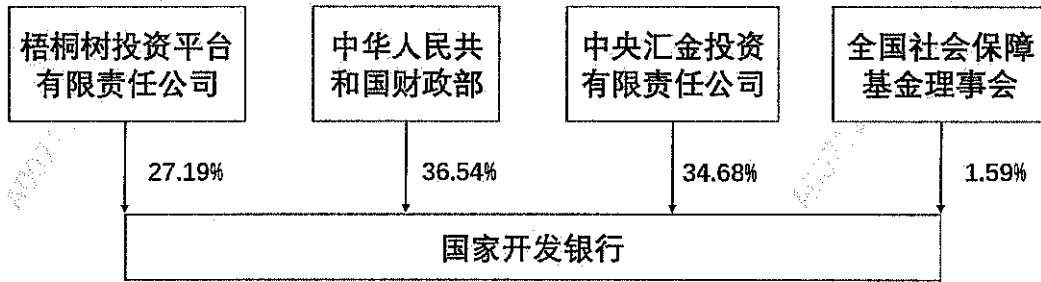 梧桐树投资平台
有限责任公司
中华人民共
和国财政部
中央汇金投资
有限责任公司
全国社会保障
基金理事会
27.19%
36.54%
34.68%
1.59%
国家开发银行